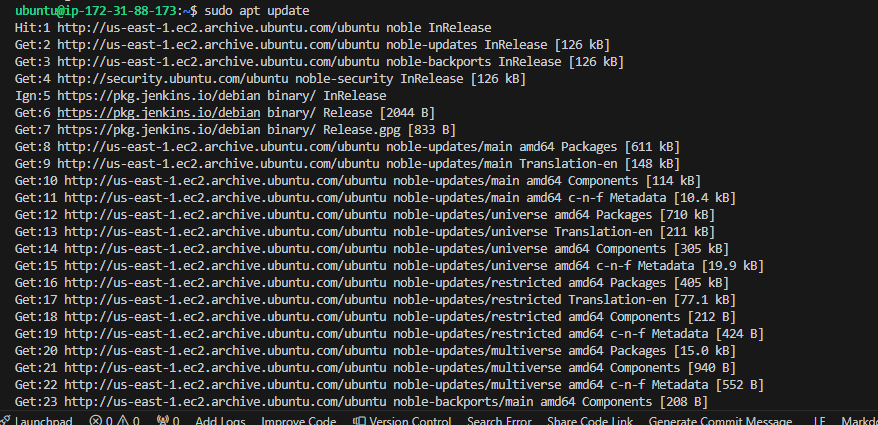 ubuntu@ip-172-31-88-173:~$ sudo apt update
Hit:1 http://us-east-1.ec2.archive.ubuntu.com/ubuntu noble InRelease
Get:2 http://us-east-1.ec2.archive.ubuntu.com/ubuntu noble-updates InRelease [126 kB]
Get:3 http://us-east-1.ec2.archive.ubuntu.com/ubuntu noble-backports InRelease [126 kB]
Get:4 http://security.ubuntu.com/ubuntu noble-security InRelease [126 kB]
Ign:5 https://pkg.jenkins.io/debian binary/ InRelease
Get:6 https://pkg.jenkins.io/debian binary/ Release [2044 B]
Get:7 https://pkg.jenkins.io/debian binary/ Release.gpg [833 B]
Get:8 http://us-east-1.ec2.archive.ubuntu.com/ubuntu noble-updates/main amd64 Packages [611 kB]
Get:9 http://us-east-1.ec2.archive.ubuntu.com/ubuntu noble-updates/main Translation-en [148 kB]
Get:10 http://us-east-1.ec2.archive.ubuntu.com/ubuntu noble-updates/main amd64 Components [114 kB]
Get:11 http://us-east-1.ec2.archive.ubuntu.com/ubuntu noble-updates/main amd64 c-n-f Metadata [10.4 kB]
Get:12 http://us-east-1.ec2.archive.ubuntu.com/ubuntu noble-updates/universe amd64 Packages [710 kB]
Get:13 http://us-east-1.ec2.archive.ubuntu.com/ubuntu noble-updates/universe Translation-en [211 kB]
Get:14 http://us-east-1.ec2.archive.ubuntu.com/ubuntu noble-updates/universe amd64 Components [305 kB]
Get:15 http://us-east-1.ec2.archive.ubuntu.com/ubuntu noble-updates/universe amd64 c-n-f Metadata [19.9 kB]
Get:16 http://us-east-1.ec2.archive.ubuntu.com/ubuntu noble-updates/restricted amd64 Packages [405 kB]
Get:17 http://us-east-1.ec2.archive.ubuntu.com/ubuntu noble-updates/restricted Translation-en [77.1 kB]
Get:18 http://us-east-1.ec2.archive.ubuntu.com/ubuntu noble-updates/restricted amd64 Components [212 B]
Get:19 http://us-east-1.ec2.archive.ubuntu.com/ubuntu noble-updates/restricted amd64 c-n-f Metadata [424 B]
Get:20 http://us-east-1.ec2.archive.ubuntu.com/ubuntu noble-updates/multiverse amd64 Packages [15.0 kB]
Get:21 http://us-east-1.ec2.archive.ubuntu.com/ubuntu noble-updates/multiverse amd64 Components [940 B]
Get:22 http://us-east-1.ec2.archive.ubuntu.com/ubuntu noble-updates/multiverse amd64 c-n-f Metadata [552 B]
Get:23 http://us-east-1.ec2.archive.ubuntu.com/ubuntu noble-backports/main amd64 Components [208 B]
Launchpad 0 0 0 Add Logs Improve Code Version Control Search Error Share Code Link Generate Commit Message LF Markdo